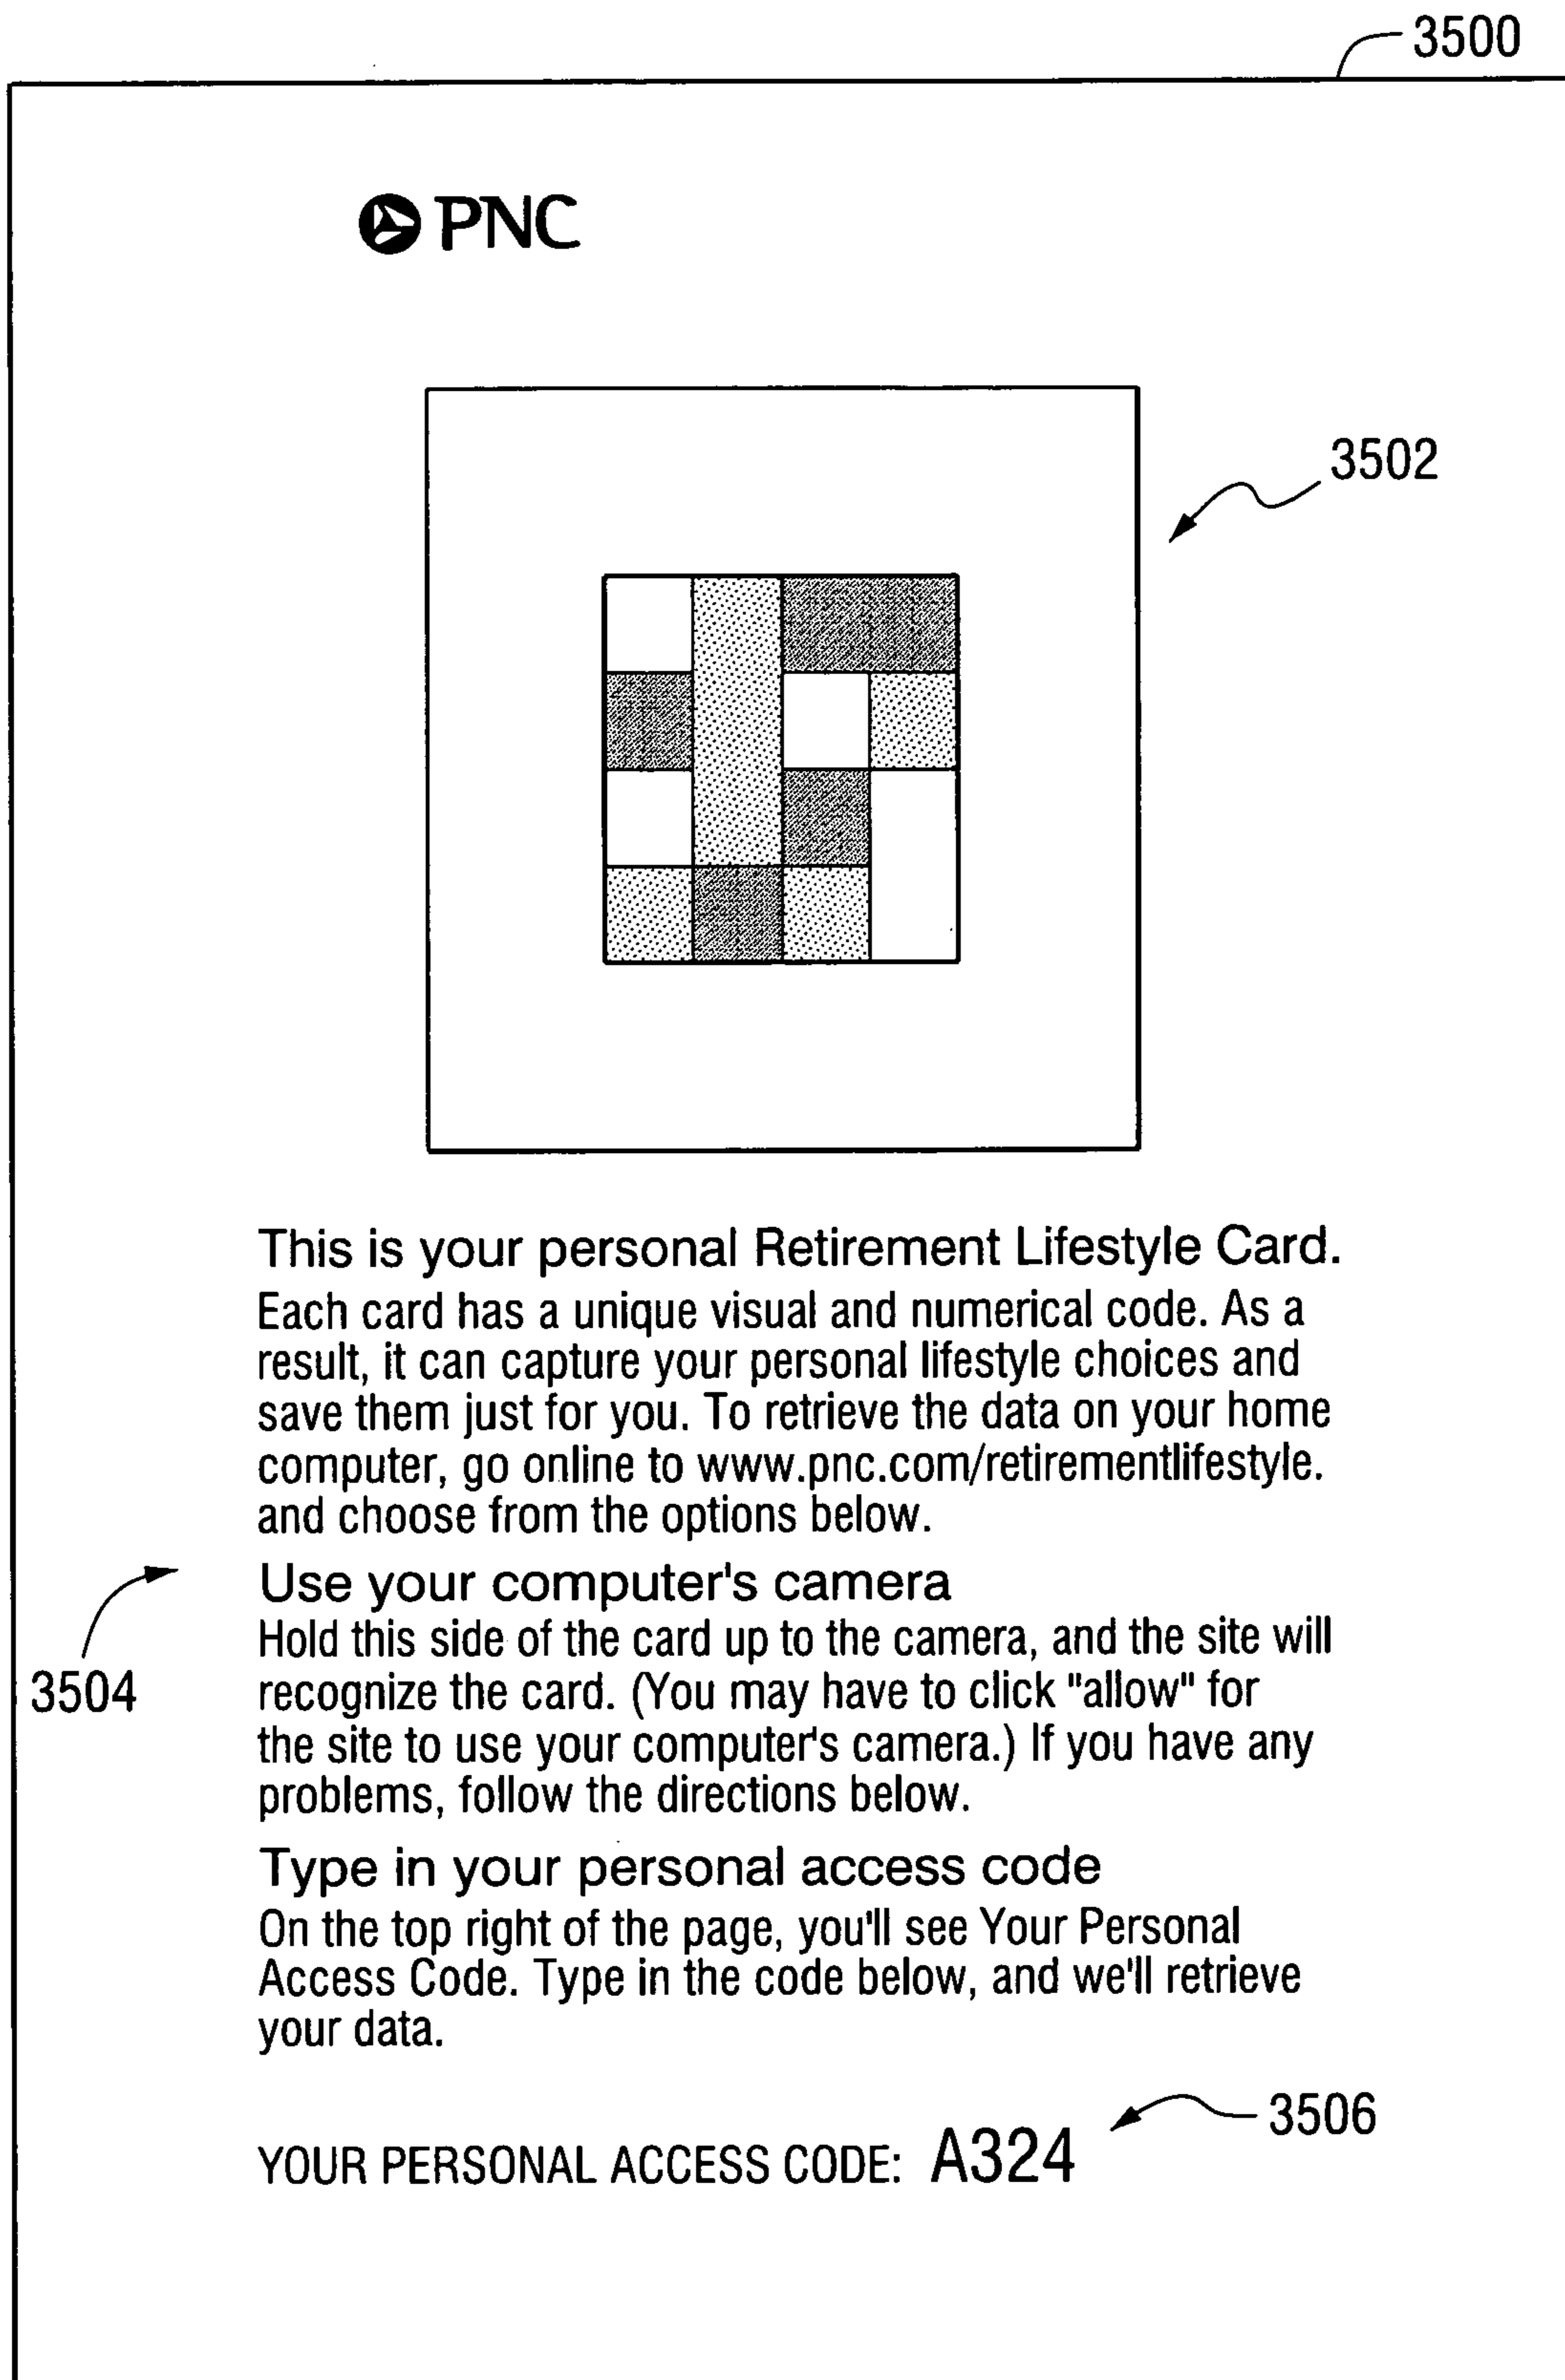 3500
PNC
3502
This is your personal Retirement Lifestyle Card.
Each card has a unique visual and numerical code. As a
result, it can capture your personal lifestyle choices and
save them just for you. To retrieve the data on your home
computer, go online to www.pnc.com/retirementlifestyle.
and choose from the options below.
Use your computer's camera
Hold this side of the card up to the camera, and the site will
recognize the card. (You may have to click "allow" for
the site to use your computer's camera.) If you have any
problems, follow the directions below.
3504
Type in your personal access code
On the top right of the page, you'll see Your Personal
Access Code. Type in the code below, and we'll retrieve
your data.
3506
YOUR PERSONAL ACCESS CODE: A324